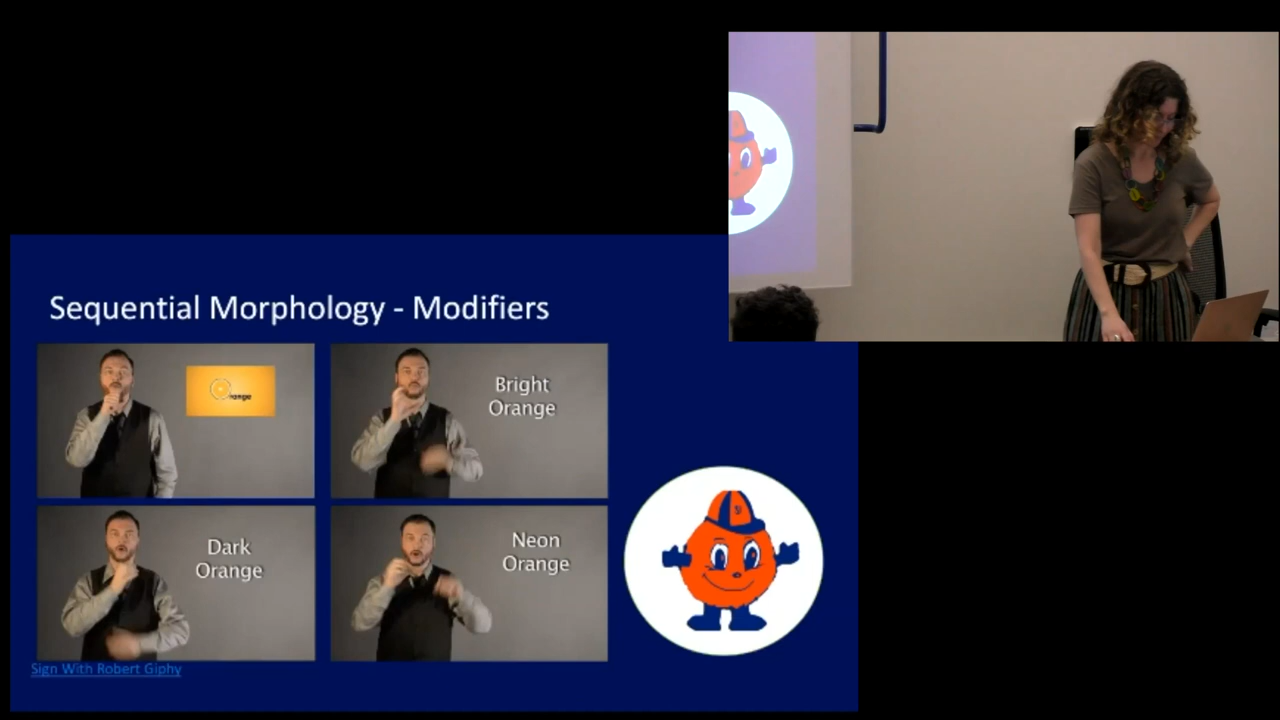 Sequential Morphology - Modifiers
Orange
Bright
Orange
Dark
Orange
Neon
Orange
Sign With Robert Giphy